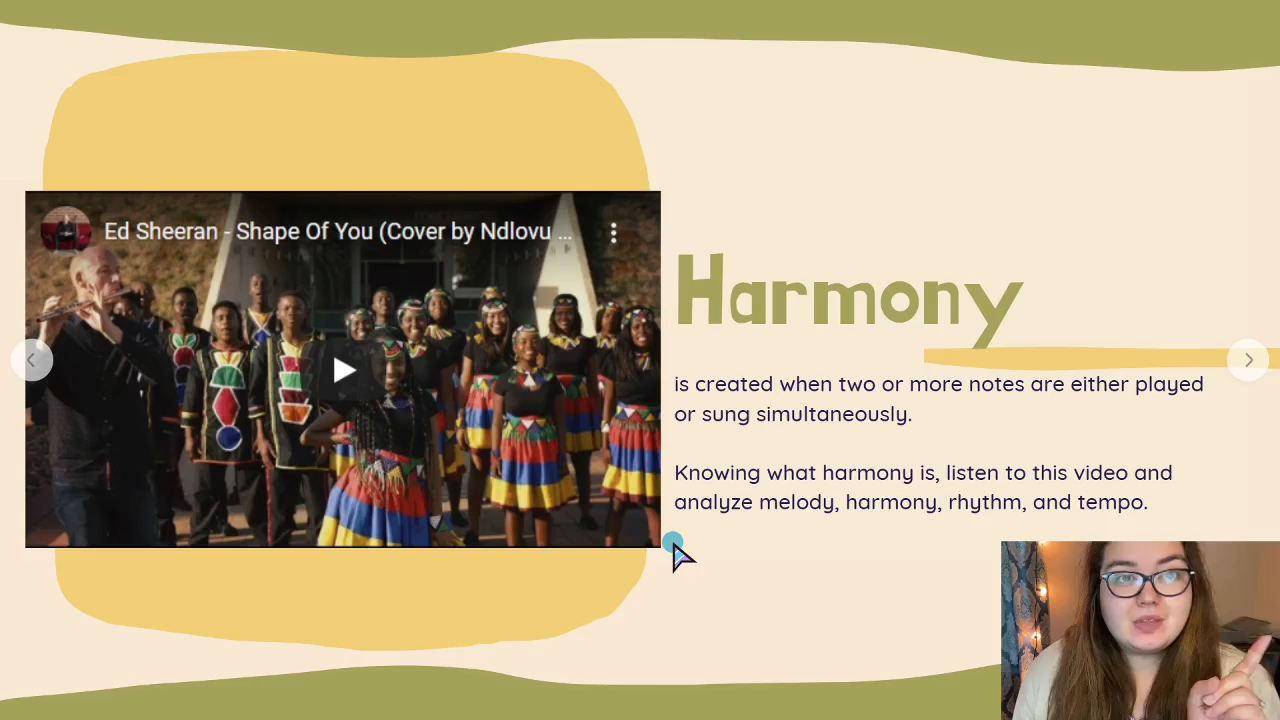 Ed Sheeran - Shape Of You (Cover by Ndlovu ...
Harmony
is created when two or more notes are either played
or sung simultaneously.
Knowing what harmony is, listen to this video and
analyze melody, harmony, rhythm, and tempo.